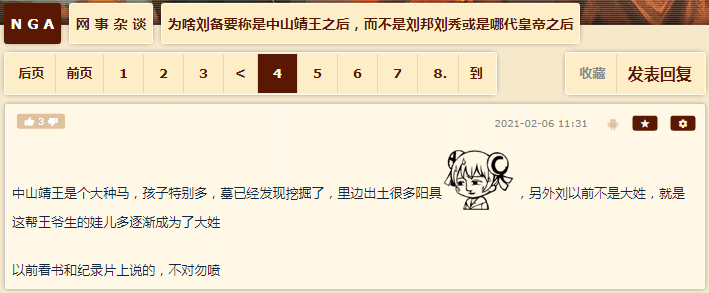 NGA 网事杂谈 为啥刘备要称是中山靖王之后，而不是刘邦刘秀或是哪代皇帝之后
后页 前页 1 2 3 < 4 5 6 7 8. 到 收藏 发表回复
3 2021-02-06 11:31
中山靖王是个大种马，孩子特别多，墓已经发现挖掘了，里边出土很多阳具，另外刘以前不是大姓，就是
这帮王爷生的娃儿多逐渐成为了大姓
以前看书和纪录片上说的，不对勿喷